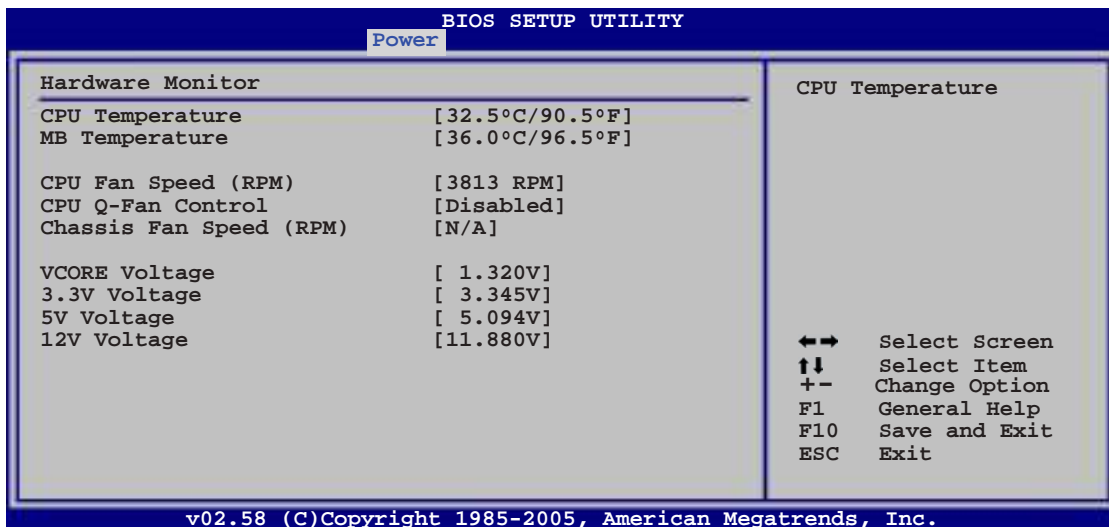 BIOS SETUP UTILITY
Power
Hardware Monitor
CPU Temperature [32.5ºC/90.5ºF]
MB Temperature [36.0ºC/96.5ºF]
CPU Fan Speed (RPM) [3813 RPM]
CPU Q-Fan Control [Disabled]
Chassis Fan Speed (RPM) [N/A]
VCORE Voltage [ 1.320V]
3.3V Voltage [ 3.345V]
5V Voltage [ 5.094V]
12V Voltage [11.880V]
CPU Temperature
←→ Select Screen
↑↓ Select Item
+- Change Option
F1 General Help
F10 Save and Exit
ESC Exit
v02.58 (C)Copyright 1985-2005, American Megatrends, Inc.